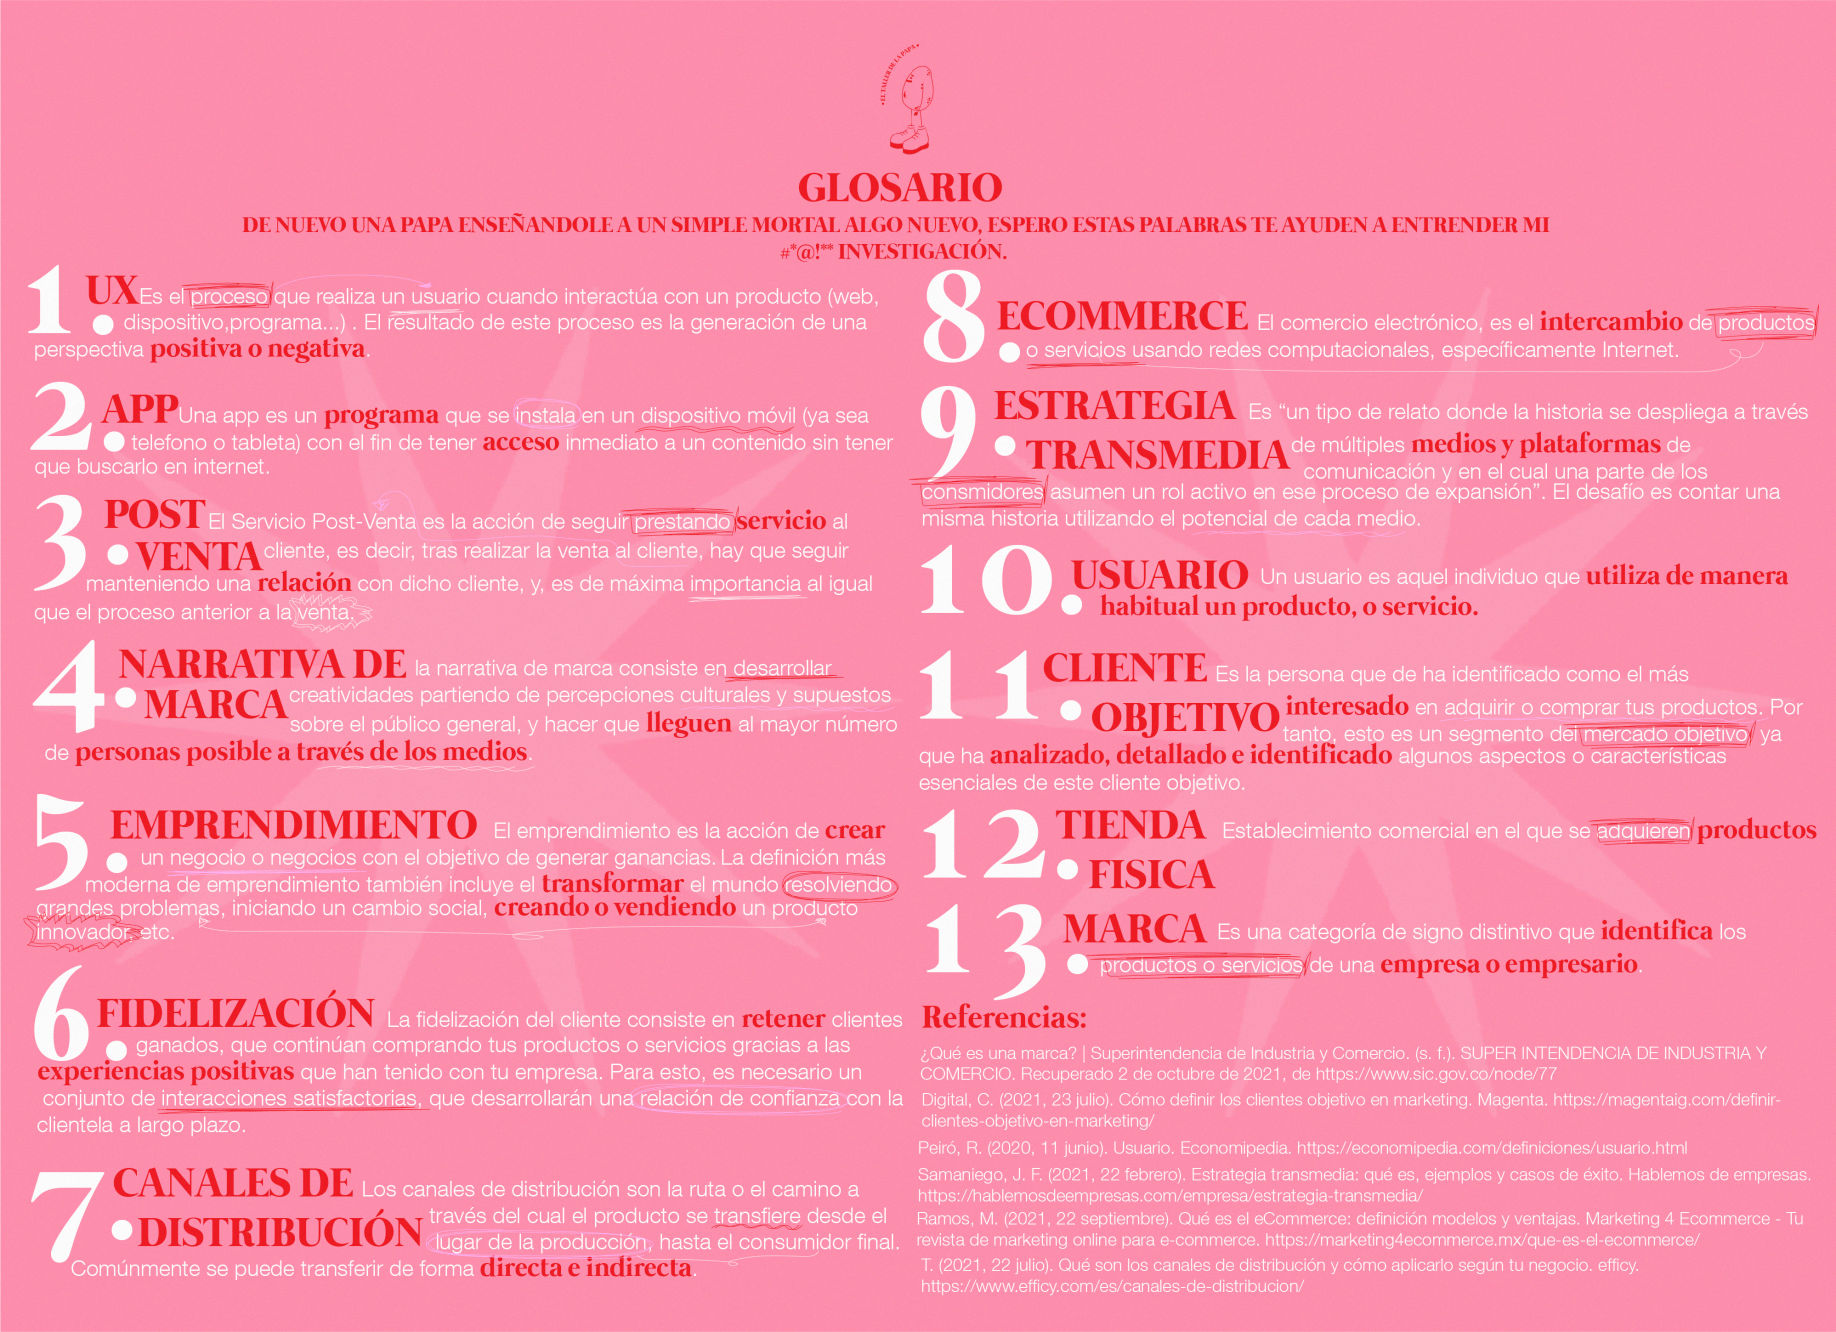 • EL TALLER DE LA PAPA •
GLOSARIO
DE NUEVO UNA PAPA ENSEÑANDOLE A UN SIMPLE MORTAL ALGO NUEVO, ESPERO ESTAS PALABRAS TE AYUDEN A ENTRENDER MI
#*@!** INVESTIGACIÓN.
1. UX Es el proceso que realiza un usuario cuando interactúa con un producto (web,
dispositivo,programa...) . El resultado de este proceso es la generación de una
perspectiva positiva o negativa.
2. APP Una app es un programa que se instala en un dispositivo móvil (ya sea
telefono o tableta) con el fin de tener acceso inmediato a un contenido sin tener
que buscarlo en internet.
3. POST El Servicio Post-Venta es la acción de seguir prestando servicio al
VENTA cliente, es decir, tras realizar la venta al cliente, hay que seguir
manteniendo una relación con dicho cliente, y, es de máxima importancia al igual
que el proceso anterior a la venta.
4. NARRATIVA DE la narrativa de marca consiste en desarrollar
MARCA creatividades partiendo de percepciones culturales y supuestos
sobre el público general, y hacer que lleguen al mayor número
de personas posible a través de los medios.
5. EMPRENDIMIENTO El emprendimiento es la acción de crear
un negocio o negocios con el objetivo de generar ganancias. La definición más
moderna de emprendimiento también incluye el transformar el mundo resolviendo
grandes problemas, iniciando un cambio social, creando o vendiendo un producto
innovador, etc.
6. FIDELIZACIÓN La fidelización del cliente consiste en retener clientes
ganados, que continúan comprando tus productos o servicios gracias a las
experiencias positivas que han tenido con tu empresa. Para esto, es necesario un
conjunto de interacciones satisfactorias, que desarrollarán una relación de confianza con la
clientela a largo plazo.
7. CANALES DE Los canales de distribución son la ruta o el camino a
DISTRIBUCIÓN través del cual el producto se transfiere desde el
lugar de la producción, hasta el consumidor final.
Comúnmente se puede transferir de forma directa e indirecta.
8. ECOMMERCE El comercio electrónico, es el intercambio de productos
o servicios usando redes computacionales, específicamente Internet.
9. ESTRATEGIA Es “un tipo de relato donde la historia se despliega a través
TRANSMEDIA de múltiples medios y plataformas de
comunicación y en el cual una parte de los
consmidores asumen un rol activo en ese proceso de expansión”. El desafío es contar una
misma historia utilizando el potencial de cada medio.
10. USUARIO Un usuario es aquel individuo que utiliza de manera
habitual un producto, o servicio.
11. CLIENTE Es la persona que de ha identificado como el más
OBJETIVO interesado en adquirir o comprar tus productos. Por
tanto, esto es un segmento del mercado objetivo, ya
que ha analizado, detallado e identificado algunos aspectos o características
esenciales de este cliente objetivo.
12. TIENDA Establecimiento comercial en el que se adquieren productos
FISICA
13. MARCA Es una categoría de signo distintivo que identifica los
productos o servicios de una empresa o empresario.
Referencias:
¿Qué es una marca? | Superintendencia de Industria y Comercio. (s. f.). SUPER INTENDENCIA DE INDUSTRIA Y
COMERCIO. Recuperado 2 de octubre de 2021, de https://www.sic.gov.co/node/77
Digital, C. (2021, 23 julio). Cómo definir los clientes objetivo en marketing. Magenta. https://magentaig.com/definir-
clientes-objetivo-en-marketing/
Peiró, R. (2020, 11 junio). Usuario. Economipedia. https://economipedia.com/definiciones/usuario.html
Samaniego, J. F. (2021, 22 febrero). Estrategia transmedia: qué es, ejemplos y casos de éxito. Hablemos de empresas.
https://hablemosdeempresas.com/empresa/estrategia-transmedia/
Ramos, M. (2021, 22 septiembre). Qué es el eCommerce: definición modelos y ventajas. Marketing 4 Ecommerce - Tu
revista de marketing online para e-commerce. https://marketing4ecommerce.mx/que-es-el-ecommerce/
T. (2021, 22 julio). Qué son los canales de distribución y cómo aplicarlo según tu negocio. efficy.
https://www.efficy.com/es/canales-de-distribucion/